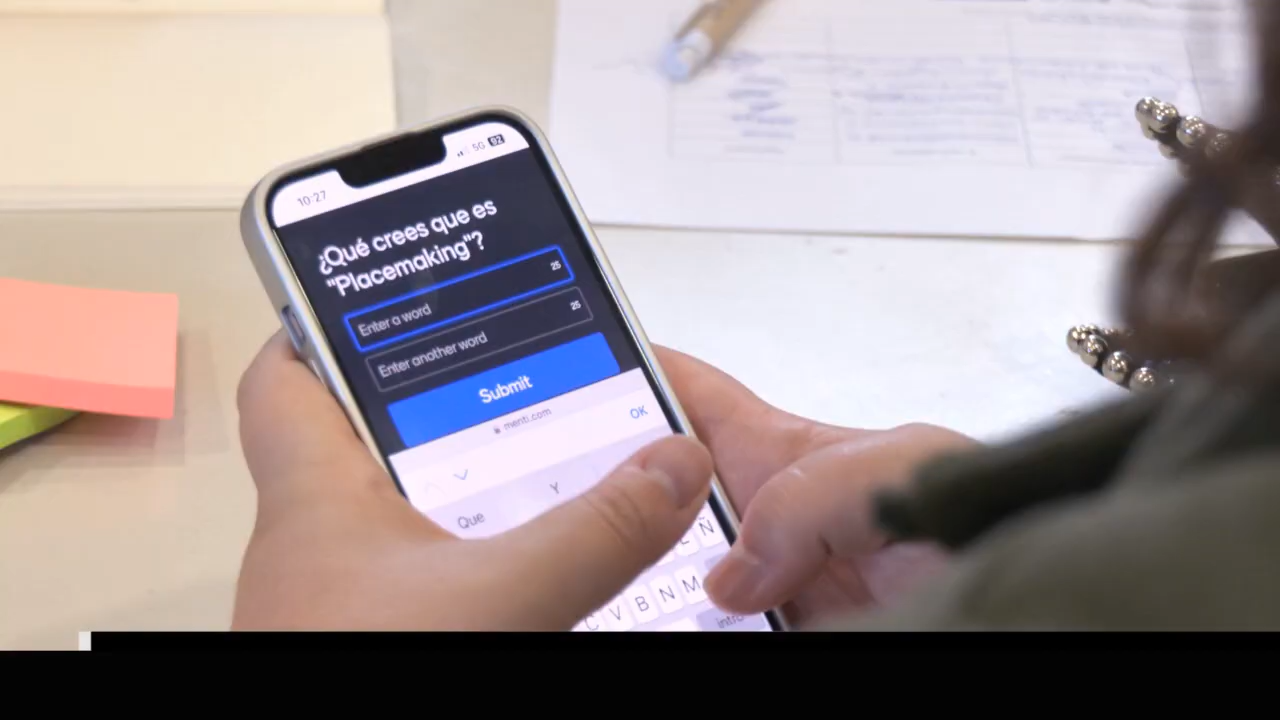 10:27
5G 92
¿Qué crees que es
"Placemaking"?
25
Enter a word
25
Enter another word
Submit
menti.com
OK
Que
Y
L Ñ
C V B N M
intro